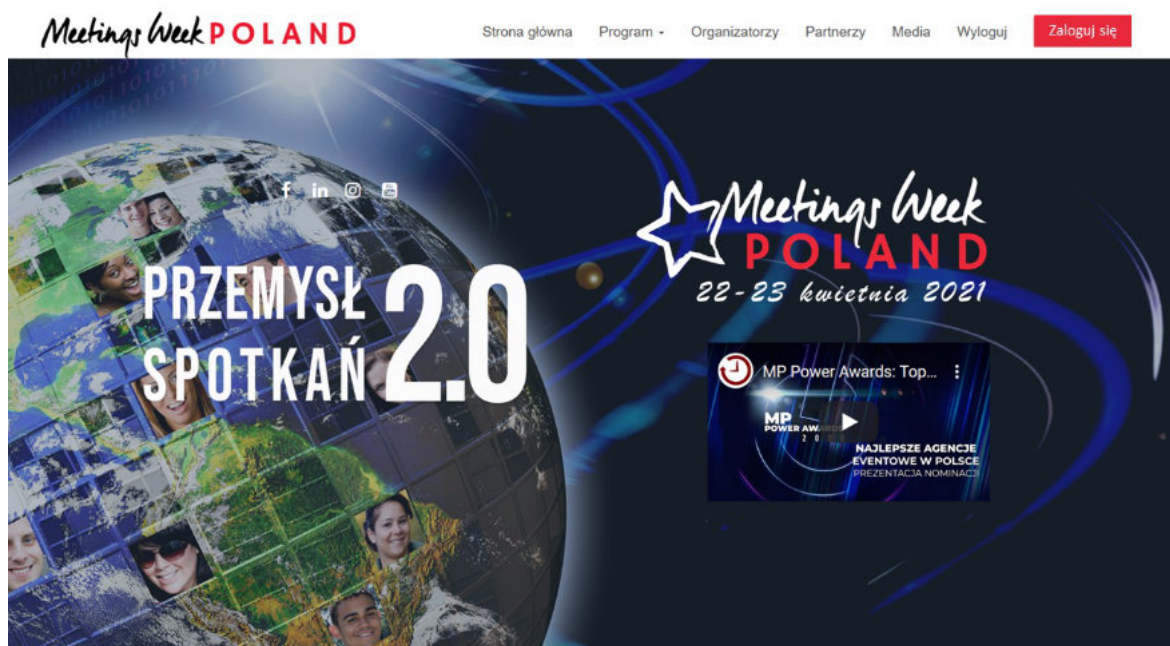 Meetings Week POLAND
Strona główna Program Organizatorzy Partnerzy Media Wyloguj Zaloguj się
PRZEMYSŁ
SPOTKAŃ 2.0
Meetings Week
POLAND
22-23 kwietnia 2021
MP Power Awards: Top...
MP
POWER AWARDS
NAJLEPSZE AGENCJE
EVENTOWE W POLSCE
PREZENTACJA NOMINACJI